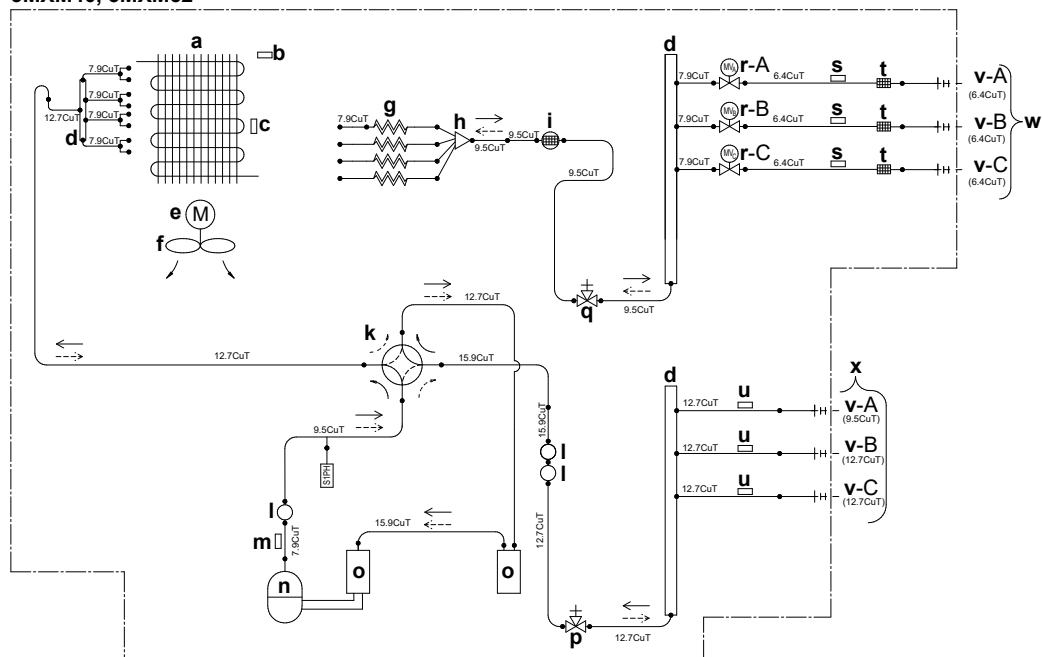 a
b
7.9CuT
7.9CuT
7.9CuT
7.9CuT
12.7CuT
d
c
e M
f
g
h
i
7.9CuT
9.5CuT
9.5CuT
9.5CuT
d
7.9CuT
r-A
6.4CuT
s
t
v-A
(6.4CuT)
7.9CuT
r-B
6.4CuT
s
t
v-B
(6.4CuT)
w
7.9CuT
r-C
6.4CuT
s
t
v-C
(6.4CuT)
q
9.5CuT
12.7CuT
k
12.7CuT
15.9CuT
9.5CuT
S1PH
15.9CuT
l
l
l
m
7.9CuT
15.9CuT
n
o
o
12.7CuT
p
12.7CuT
d
x
12.7CuT
u
v-A
(9.5CuT)
12.7CuT
u
v-B
(12.7CuT)
12.7CuT
u
v-C
(12.7CuT)